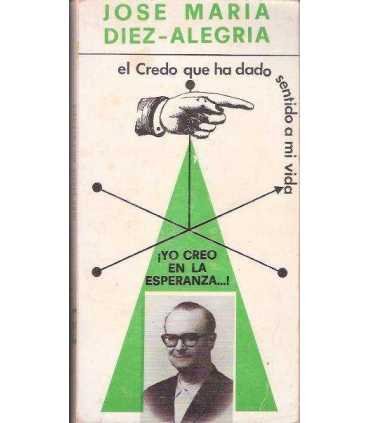 JOSE MARIA
DIEZ-ALEGRIA
el Credo que ha dado sentido a mi vida
¡YO CREO
EN LA
ESPERANZA...!